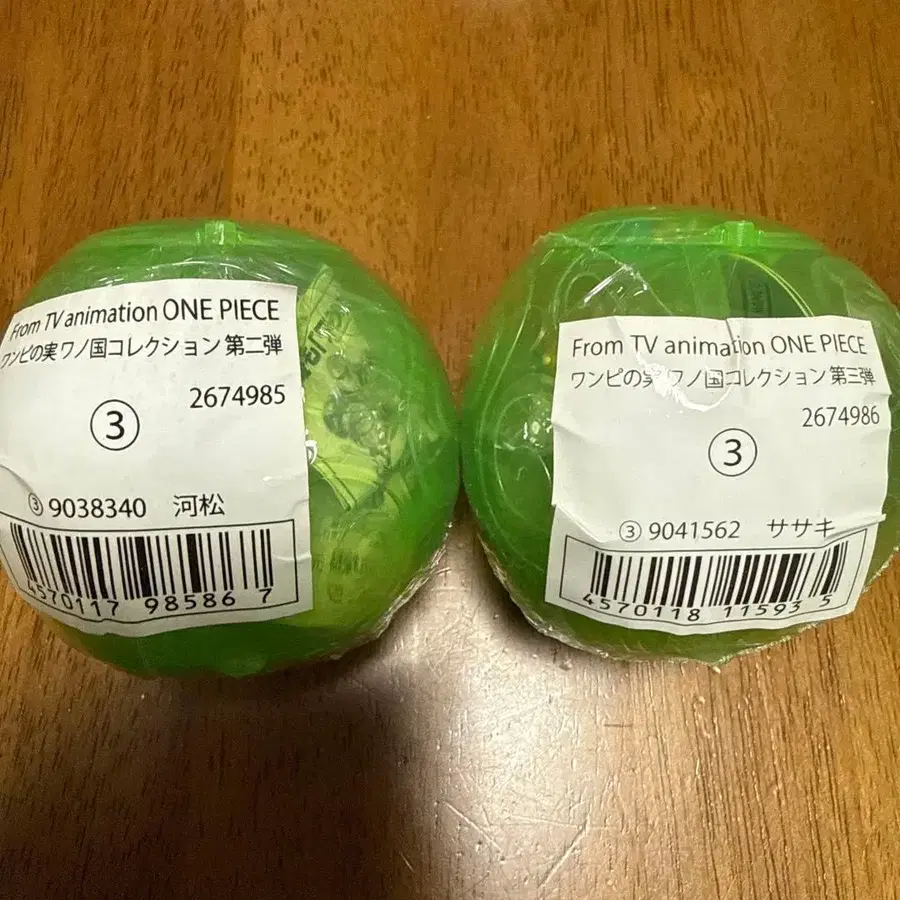 From TV animation ONE PIECE
ワンピの実 ワノ国コレクション 第二弾
2674985
③
③ 9038340 河松
4570117 98586 7
From TV animation ONE PIECE
ワンピの実 ワノ国コレクション 第三弾
2674986
③
③ 9041562 ササキ
4570118 11593 5